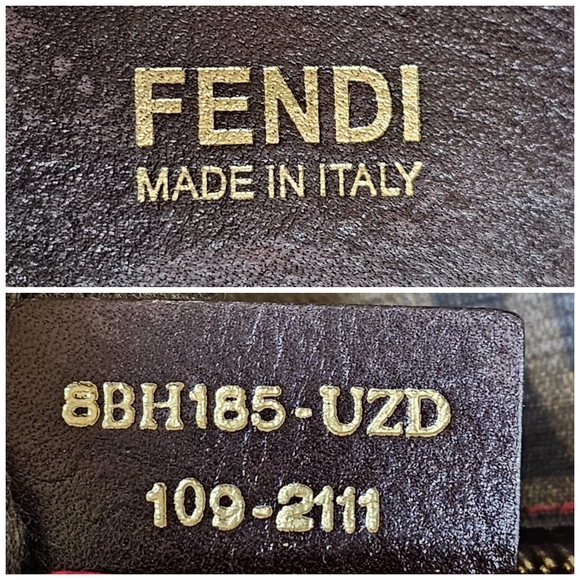 FENDI
MADE IN ITALY
8BH185-UZD
109-2111